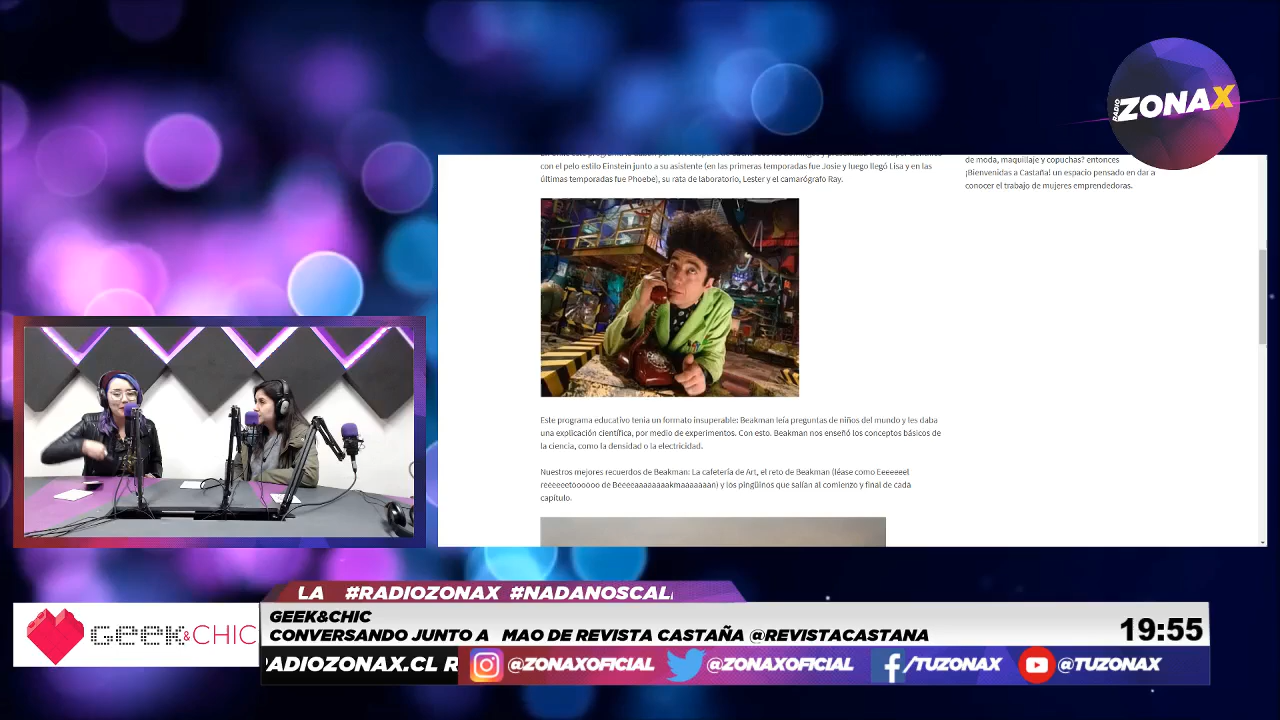 RADIO
ZONAX
con el pelo estilo Einstein junto a su asistente (en las primeras temporadas fue Josie y luego llegó Lisa y en las
últimas temporadas fue Phoebe), su rata de laboratorio, Lester y el camarógrafo Ray.
de moda, maquillaje y copuchas? entonces
¡Bienvenidas a Castaña! un espacio pensado en dar a
conocer el trabajo de mujeres emprendedoras.
Este programa educativo tenia un formato insuperable: Beakman leía preguntas de niños del mundo y les daba
una explicación científica, por medio de experimentos. Con esto. Beakman nos enseñó los conceptos básicos de
la ciencia, como la densidad o la electricidad.
Nuestros mejores recuerdos de Beakman: La cafetería de Art, el reto de Beakman (léase como Eeeeeel
reeeeeetoooooo de Beeeeaaaaaaaakmaaaaaaan) y los pingüinos que salían al comienzo y final de cada
capitulo.
LA #RADIOZONAX #NADANOSCAL
GEEK&CHIC
GEEK&CHIC
CONVERSANDO JUNTO A MAO DE REVISTA CASTAÑA @REVISTACASTANA
19:55
ADIOZONAX.CL R
@ZONAXOFICIAL @ZONAXOFICIAL /TUZONAX @TUZONAX